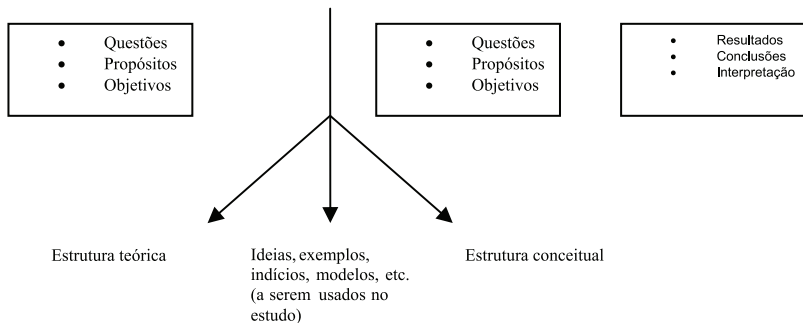 • Questões
• Propósitos
• Objetivos
• Questões
• Propósitos
• Objetivos
• Resultados
• Conclusões
• Interpretação
Estrutura teórica
Ideias, exemplos,
indícios, modelos, etc.
(a serem usados no
estudo)
Estrutura conceitual